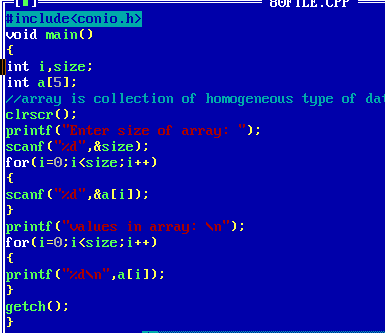 [■] 80FILE.CPP
#include<conio.h>
void main()
{
int i,size;
int a[5];
//array is collection of homogeneous type of dat
clrscr();
printf("Enter size of array: ");
scanf("%d",&size);
for(i=0;i<size;i++)
{
scanf("%d",&a[i]);
}
printf("values in array: \n");
for(i=0;i<size;i++)
{
printf("%d\n",a[i]);
}
getch();
}